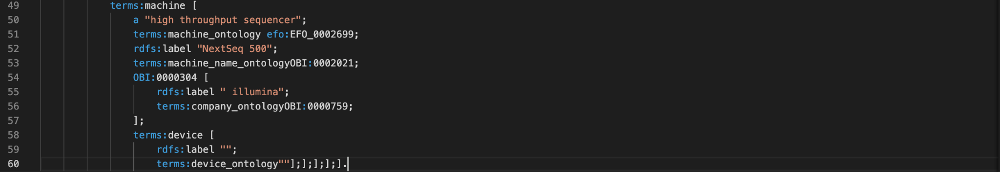 49 terms:machine [
50 a "high throughput sequencer";
51 terms:machine_ontology efo:EFO_0002699;
52 rdfs:label "NextSeq 500";
53 terms:machine_name_ontologyOBI:0002021;
54 OBI:0000304 [
55 rdfs:label " illumina";
56 terms:company_ontologyOBI:0000759;
57 ];
58 terms:device [
59 rdfs:label "";
60 terms:device_ontology""];];];];].